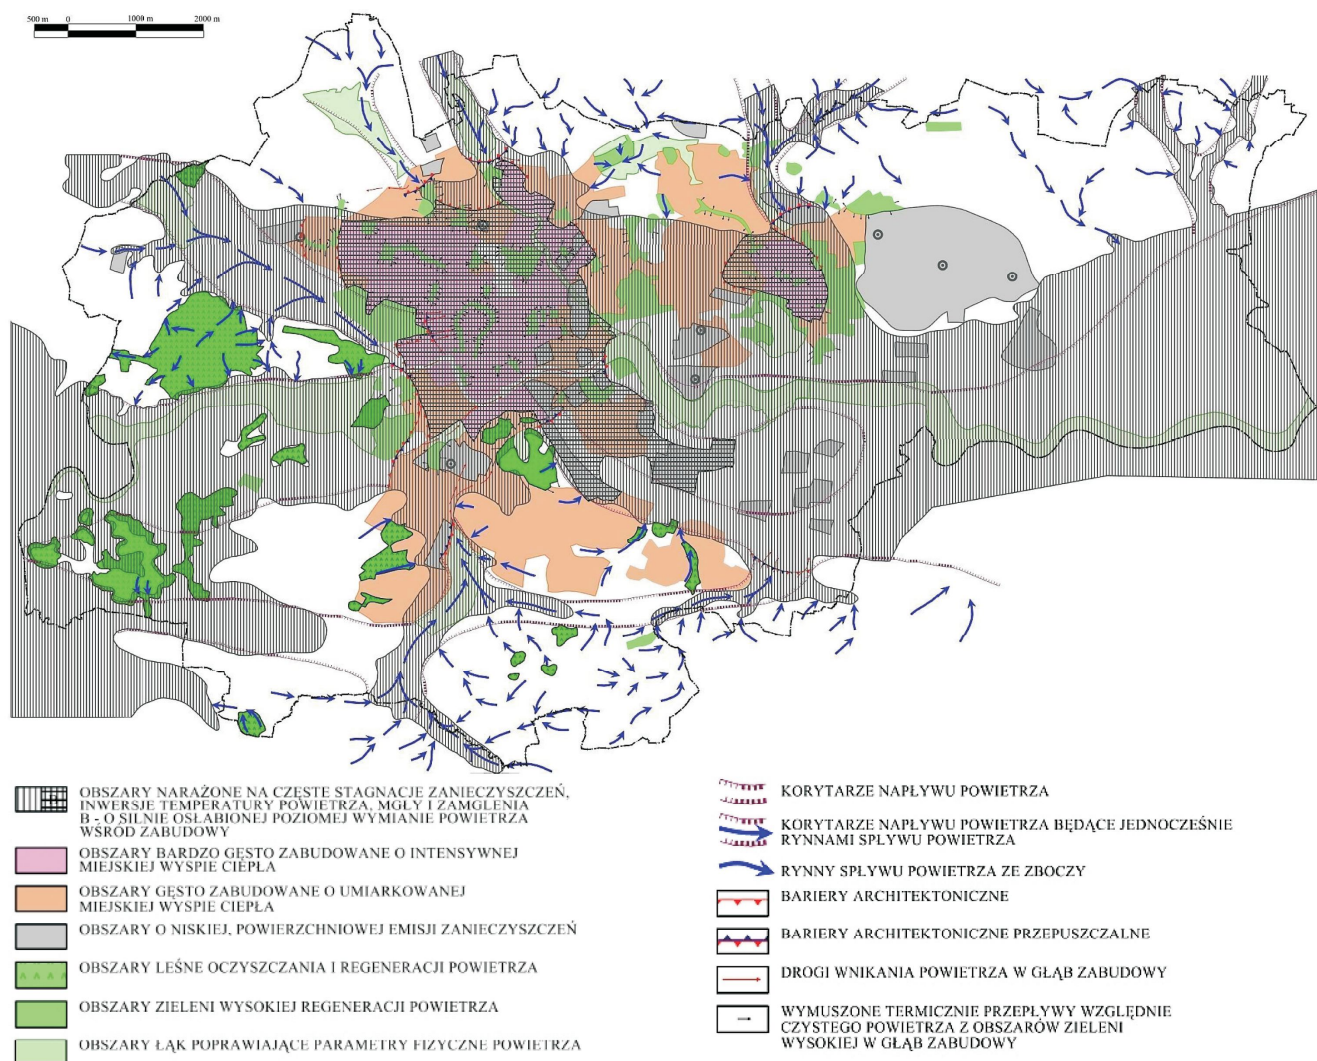 500 m 0 1000 m 2000 m
OBSZARY NARAŻONE NA CZĘSTE STAGNACJE ZANIECZYSZCZEŃ,
INWERSJE TEMPERATURY POWIETRZA, MGŁY I ZAMGLENIA
B - O SILNIE OSŁABIONEJ POZIOMEJ WYMIANIE POWIETRZA
WŚRÓD ZABUDOWY
OBSZARY BARDZO GĘSTO ZABUDOWANE O INTENSYWNEJ
MIEJSKIEJ WYSPIE CIEPŁA
OBSZARY GĘSTO ZABUDOWANE O UMIARKOWANEJ
MIEJSKIEJ WYSPIE CIEPŁA
OBSZARY O NISKIEJ, POWIERZCHNIOWEJ EMISJI ZANIECZYSZCZEŃ
OBSZARY LEŚNE OCZYSZCZANIA I REGENERACJI POWIETRZA
OBSZARY ZIELENI WYSOKIEJ REGENERACJI POWIETRZA
OBSZARY ŁĄK POPRAWIAJĄCE PARAMETRY FIZYCZNE POWIETRZA
KORYTARZE NAPŁYWU POWIETRZA
KORYTARZE NAPŁYWU POWIETRZA BĘDĄCE JEDNOCZEŚNIE
RYNNAMI SPŁYWU POWIETRZA
RYNNY SPŁYWU POWIETRZA ZE ZBOCZY
BARIERY ARCHITEKTONICZNE
BARIERY ARCHITEKTONICZNE PRZEPUSZCZALNE
DROGI WNIKANIA POWIETRZA W GŁĄB ZABUDOWY
WYMUSZONE TERMICZNIE PRZEPŁYWY WZGLĘDNIE
CZYSTEGO POWIETRZA Z OBSZARÓW ZIELENI
WYSOKIEJ W GŁĄB ZABUDOWY